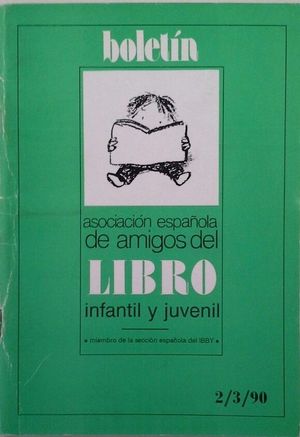 boletín
asociación española
de amigos del
LIBRO
infantil y juvenil
• miembro de la sección española del IBBY •
2/3/90